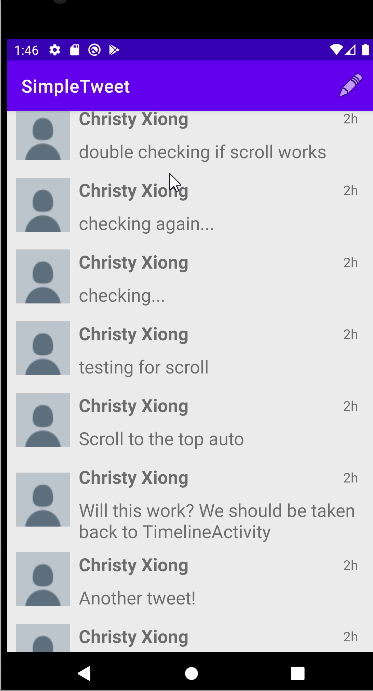 1:46
SimpleTweet
Christy Xiong 2h
double checking if scroll works
Christy Xiong 2h
checking again...
Christy Xiong 2h
checking...
Christy Xiong 2h
testing for scroll
Christy Xiong 2h
Scroll to the top auto
Christy Xiong 2h
Will this work? We should be taken
back to TimelineActivity
Christy Xiong 2h
Another tweet!
Christy Xiong 2h